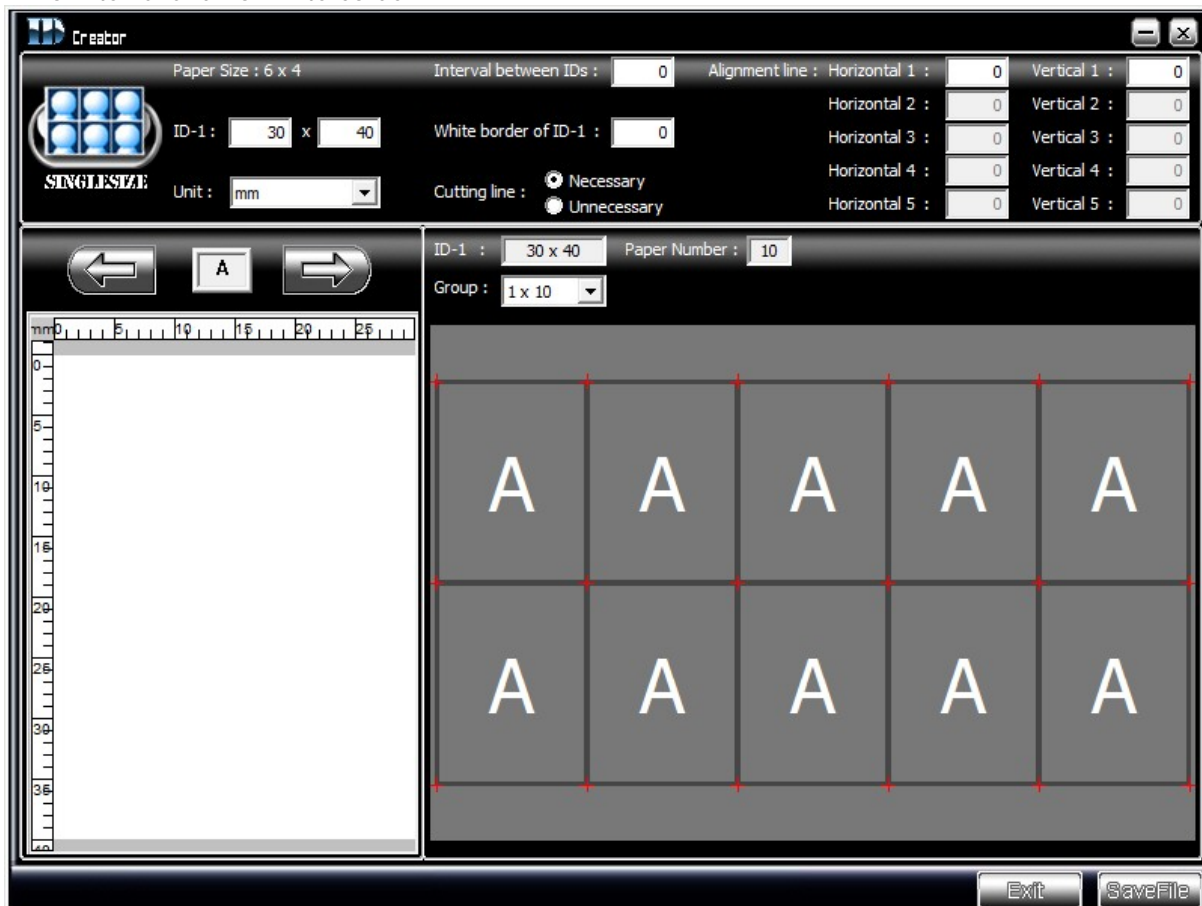 ID Creator
Paper Size : 6 x 4 Interval between IDs : 0 Alignment line : Horizontal 1 : 0 Vertical 1 : 0
Horizontal 2 : 0 Vertical 2 : 0
ID-1 : 30 x 40 White border of ID-1 : 0 Horizontal 3 : 0 Vertical 3 : 0
SINGLESIZE Unit : mm Cutting line : Necessary Horizontal 4 : 0 Vertical 4 : 0
Unnecessary Horizontal 5 : 0 Vertical 5 : 0
A
ID-1 : 30 x 40 Paper Number : 10
Group : 1 x 10
mm 0 5 10 15 20 25
0
5
10
15
20
25
30
35
A A A A A
A A A A A
Exit SaveFile